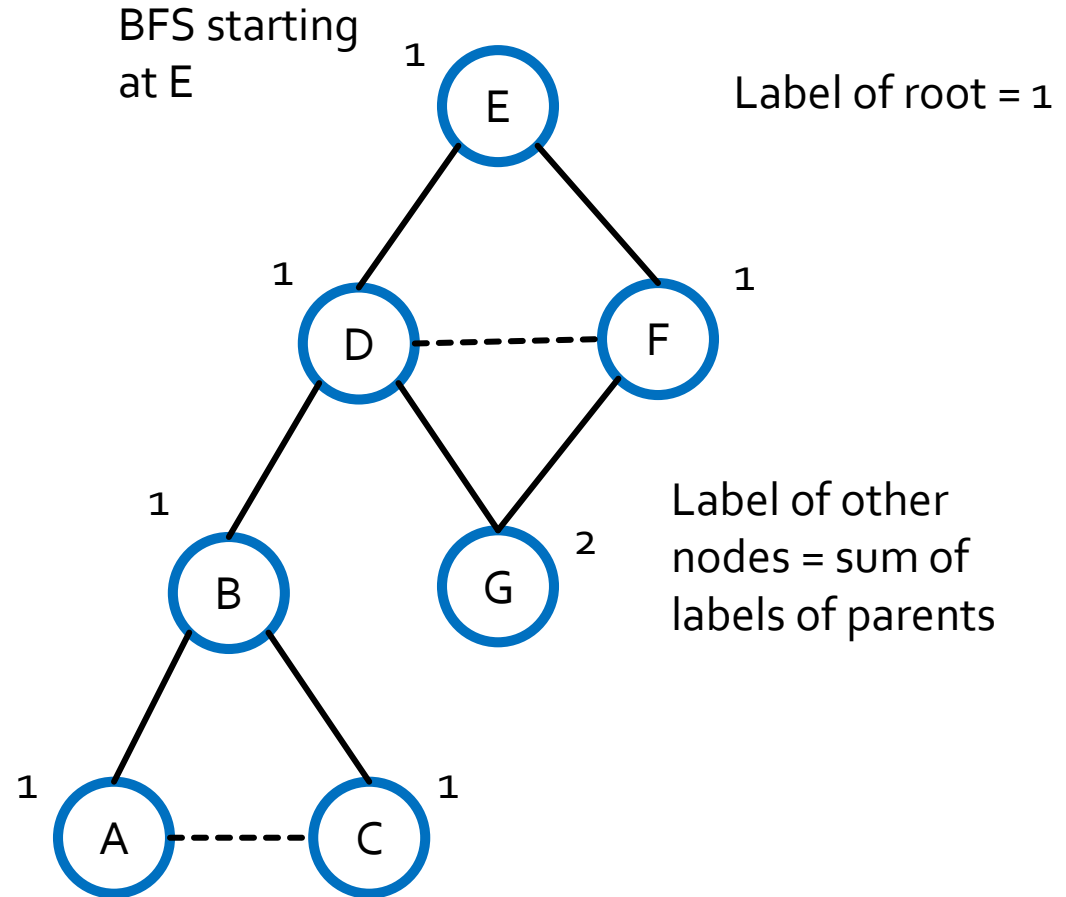 BFS starting
at E
1
E
Label of root = 1
1
D
F
1
1
B
G
2
Label of other
nodes = sum of
labels of parents
1
A
C
1